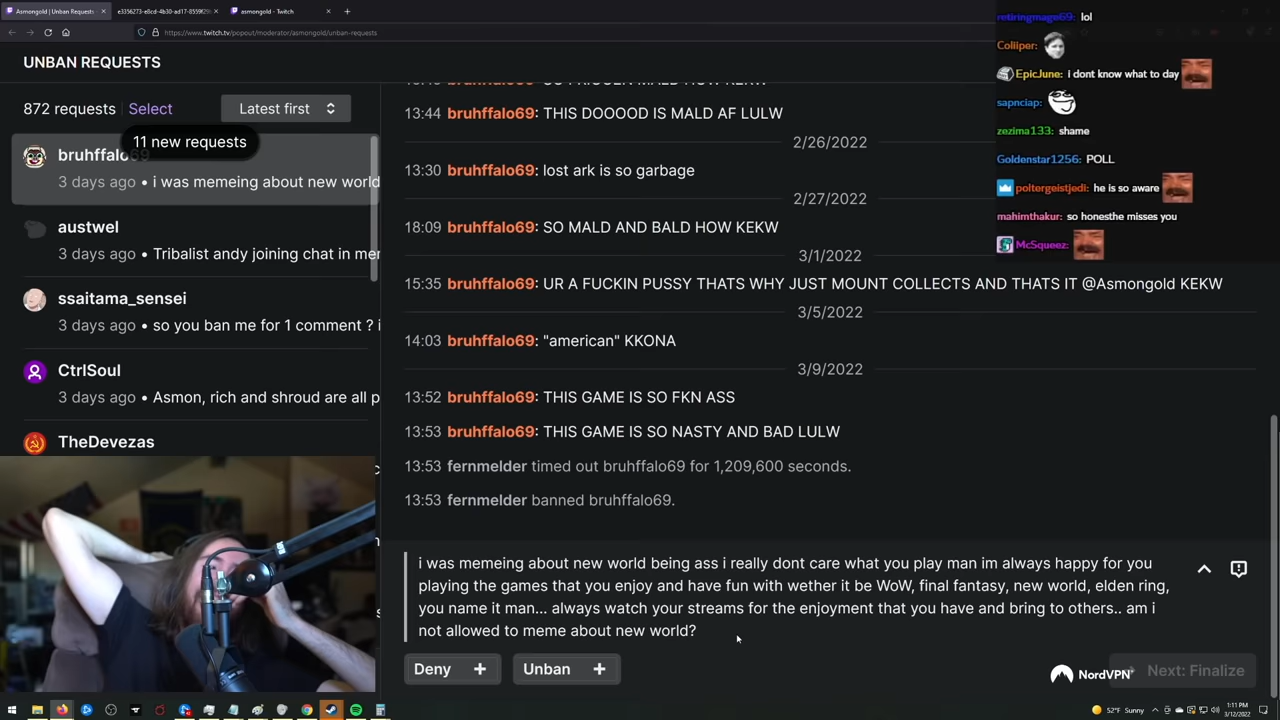 Asmongold | Unban Requests
e3356273-e8cd-4b30-ad17-8559f29
asmongold - Twitch
https://www.twitch.tv/popout/moderator/asmongold/unban-requests
UNBAN REQUESTS
872 requests Select Latest first
11 new requests
bruhffalo69
3 days ago • i was memeing about new world
austwel
3 days ago • Tribalist andy joining chat in mer
ssaitama_sensei
3 days ago • so you ban me for 1 comment ? i
CtrlSoul
3 days ago • Asmon, rich and shroud are all p
TheDevezas
13:44 bruhffalo69: THIS DOOOOD IS MALD AF LULW
2/26/2022
13:30 bruhffalo69: lost ark is so garbage
2/27/2022
18:09 bruhffalo69: SO MALD AND BALD HOW KEKW
3/1/2022
15:35 bruhffalo69: UR A FUCKIN PUSSY THATS WHY JUST MOUNT COLLECTS AND THATS IT @Asmongold KEKW
3/5/2022
14:03 bruhffalo69: "american" KKONA
3/9/2022
13:52 bruhffalo69: THIS GAME IS SO FKN ASS
13:53 bruhffalo69: THIS GAME IS SO NASTY AND BAD LULW
13:53 fernmelder timed out bruhffalo69 for 1,209,600 seconds.
13:53 fernmelder banned bruhffalo69.
i was memeing about new world being ass i really dont care what you play man im always happy for you
playing the games that you enjoy and have fun with wether it be WoW, final fantasy, new world, elden ring,
you name it man... always watch your streams for the enjoyment that you have and bring to others.. am i
not allowed to meme about new world?
Deny + Unban + Next: Finalize
NordVPN
retiringmage69: lol
Colliper:
EpicJune: i dont know what to day
sapnciap:
zezima133: shame
Goldenstar1256: POLL
poltergeistjedi: he is so aware
mahimthakur: so honesthe misses you
McSqueez:
52°F Sunny
1:11 PM
3/12/2022